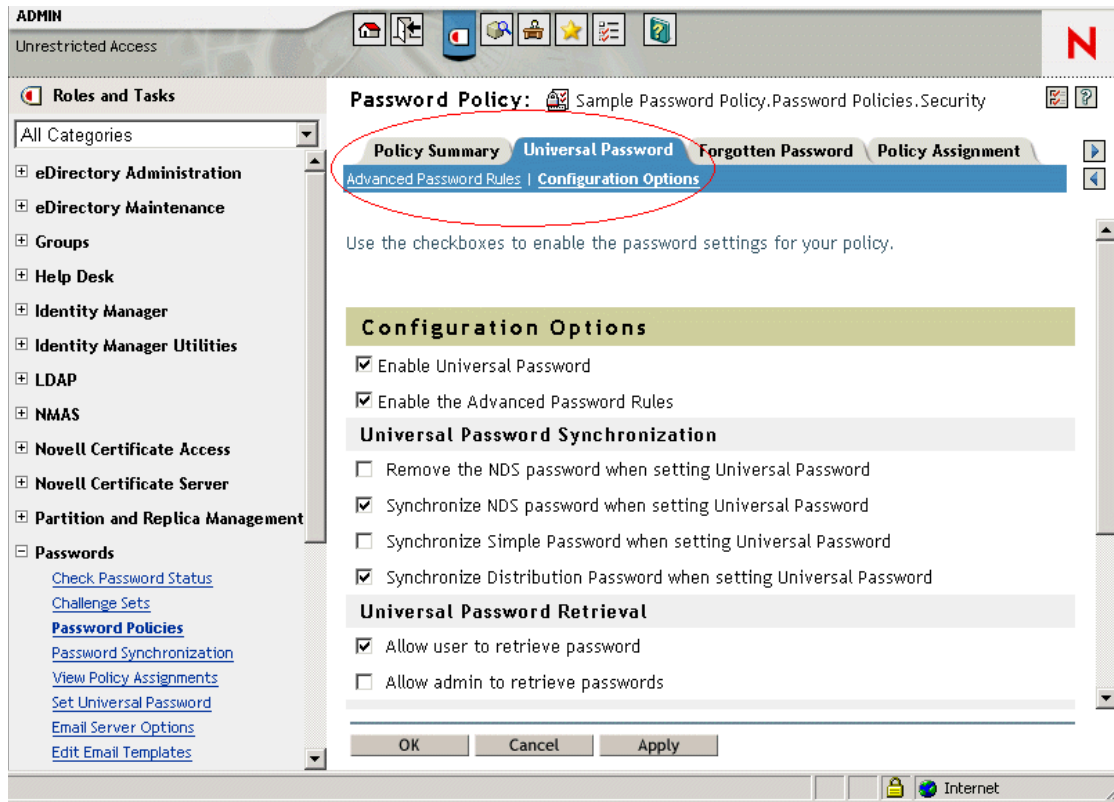 ADMIN
Unrestricted Access
N
Roles and Tasks
All Categories
eDirectory Administration
eDirectory Maintenance
Groups
Help Desk
Identity Manager
Identity Manager Utilities
LDAP
NMAS
Novell Certificate Access
Novell Certificate Server
Partition and Replica Management
Passwords
Check Password Status
Challenge Sets
Password Policies
Password Synchronization
View Policy Assignments
Set Universal Password
Email Server Options
Edit Email Templates
Password Policy: Sample Password Policy.Password Policies.Security
?
Policy Summary Universal Password Forgotten Password Policy Assignment
Advanced Password Rules | Configuration Options
Use the checkboxes to enable the password settings for your policy.
Configuration Options
Enable Universal Password
Enable the Advanced Password Rules
Universal Password Synchronization
Remove the NDS password when setting Universal Password
Synchronize NDS password when setting Universal Password
Synchronize Simple Password when setting Universal Password
Synchronize Distribution Password when setting Universal Password
Universal Password Retrieval
Allow user to retrieve password
Allow admin to retrieve passwords
OK Cancel Apply
Internet